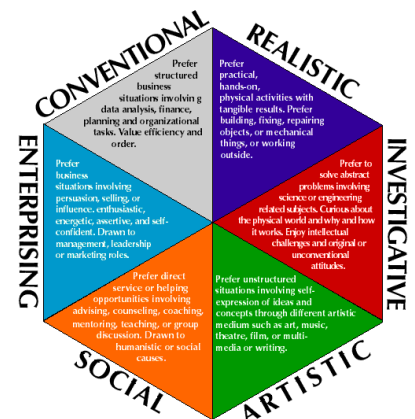 CONVENTIONAL
Prefer
structured
business
situations involving
data analysis, finance,
planning and organizational
tasks. Value efficiency and
order.
REALISTIC
Prefer
practical,
hands-on,
physical activities with
tangible results. Prefer
building, fixing, repairing
objects, or mechanical
things, or working
outside.
ENTERPRISING
Prefer
business
situations involving
persuasion, selling, or
influence. enthusiastic,
energetic, assertive, and self-
confident. Drawn to
management, leadership
or marketing roles.
INVESTIGATIVE
Prefer to
solve abstract
problems involving
science or engineering
related subjects. Curious about
the physical world and why and how
it works. Enjoy intellectual
challenges and original or
unconventional
attitudes.
SOCIAL
Prefer direct
service or helping
opportunities involving
advising, counseling, coaching,
mentoring, teaching, or group
discussion. Drawn to
humanistic or social
causes.
ARTISTIC
Prefer unstructured
situations involving self-
expression of ideas and
concepts through different artistic
medium such as art, music,
theatre, film, or multi-
media or writing.